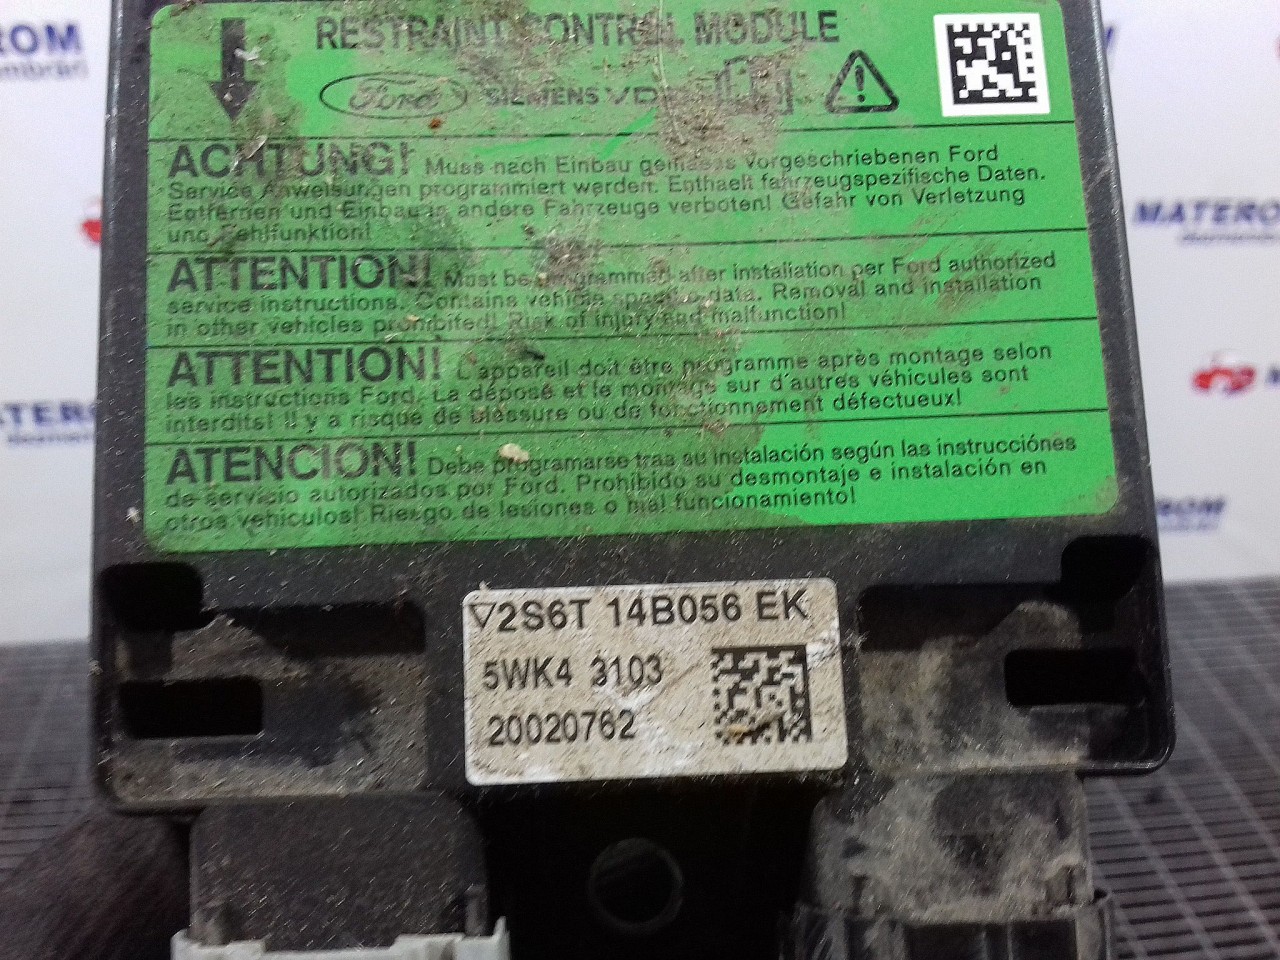 RESTRAINT CONTROL MODULE
Ford SIEMENS VDO
ACHTUNG! Muss nach Einbau gemäess vorgeschriebenen Ford
Service Anweisungen programmiert werden. Enthaelt fahrzeugspezifische Daten.
Entfernen und Einbau in andere Fahrzeuge verboten! Gefahr von Verletzung
und Fehlfunktion!
ATTENTION! Must be programmed after installation per Ford authorized
service instructions. Contains vehicle specific data. Removal and installation
in other vehicles prohibited! Risk of injury and malfunction!
ATTENTION! L'appareil doit être programme après montage selon
les instructions Ford. La déposé et le montage sur d'autres véhicules sont
interdits! Il y a risque de blessure ou de fonctionnement défectueux!
ATENCION! Debe programarse tras su instalación según las instrucciónes
de servicio autorizados por Ford. Prohibido su desmontaje e instalación en
otros vehiculos! Riesgo de lesiones o mal funcionamiento!
2S6T 14B056 EK
5WK4 3103
20020762
MATEROM
MATEROM